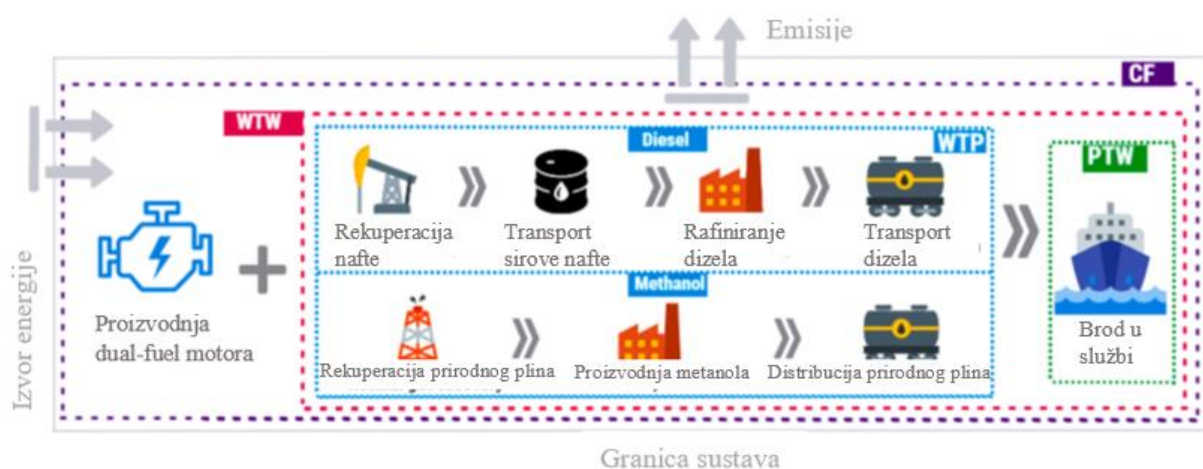 Emisije
CF
WTW
Diesel
WTP
PTW
Izvor energije
Rekuperacija
nafte
Transport
sirove nafte
Rafiniranje
dizela
Transport
dizela
Methanol
Proizvodnja
dual-fuel motora
Rekuperacija prirodnog plina
Proizvodnja metanola
Distribucija prirodnog plina
Brod u
službi
Granica sustava